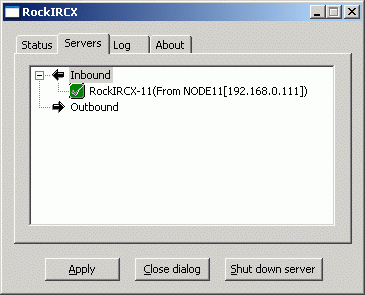 RockIRCX
Status Servers Log About
Inbound
RockIRCX-11(From NODE11[192.168.0.111])
Outbound
Apply Close dialog Shut down server